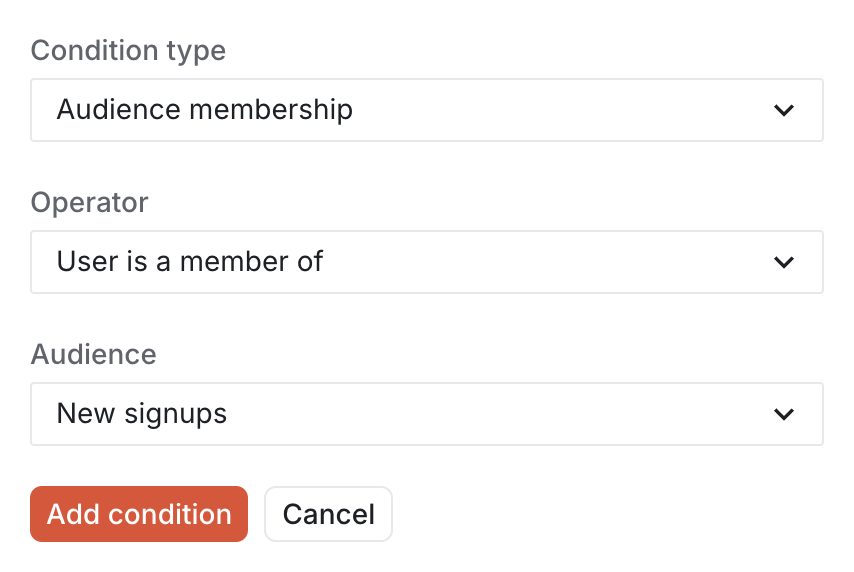 Condition type
Audience membership
Operator
User is a member of
Audience
New signups
Add condition
Cancel